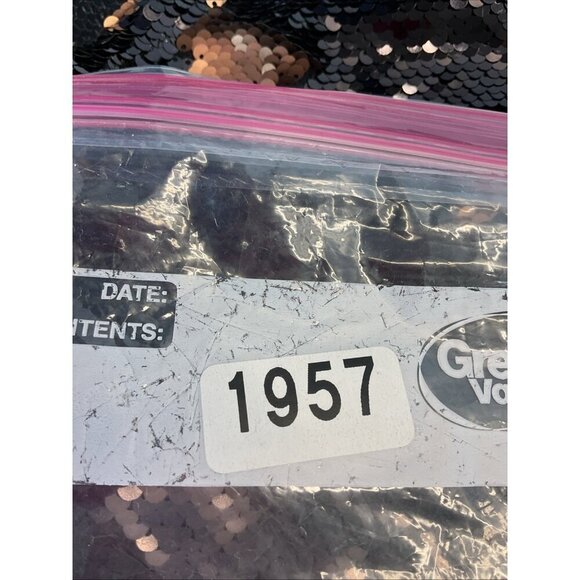 DATE:
NTENTS:
1957
Gre
Va